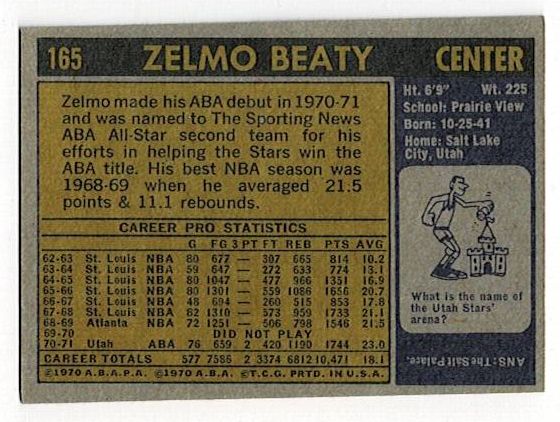 165 ZELMO BEATY CENTER
Zelmo made his ABA debut in 1970-71
and was named to The Sporting News
ABA All-Star second team for his
efforts in helping the Stars win the
ABA title. His best NBA season was
1968-69 when he averaged 21.5
points & 11.1 rebounds.
CAREER PRO STATISTICS
G FG 3 PT FT REB PTS AVG
62-63 St. Louis NBA 80 677 — 307 665 814 10.2
63-64 St. Louis NBA 59 647 — 272 633 774 13.1
64-65 St. Louis NBA 80 1047 — 477 966 1351 16.9
65-66 St. Louis NBA 80 1301 — 559 1086 1656 20.7
66-67 St. Louis NBA 48 694 — 260 515 853 17.8
67-68 St. Louis NBA 82 1310 — 573 959 1733 21.1
68-69 Atlanta NBA 72 1251 — 506 798 1546 21.5
69-70 DID NOT PLAY
70-71 Utah ABA 76 659 2 420 1190 1744 23.0
CAREER TOTALS 577 7586 2 3374 6812 10,471 18.1
©1970 A.B.A.P.A. ©1970 A.B.A. ©T.C.G. PRTD. IN U.S.A.
Ht. 6'9" Wt. 225
School: Prairie View
Born: 10-25-41
Home: Salt Lake
City, Utah
What is the name of
the Utah Stars'
arena?
ANS: The Salt Palace.